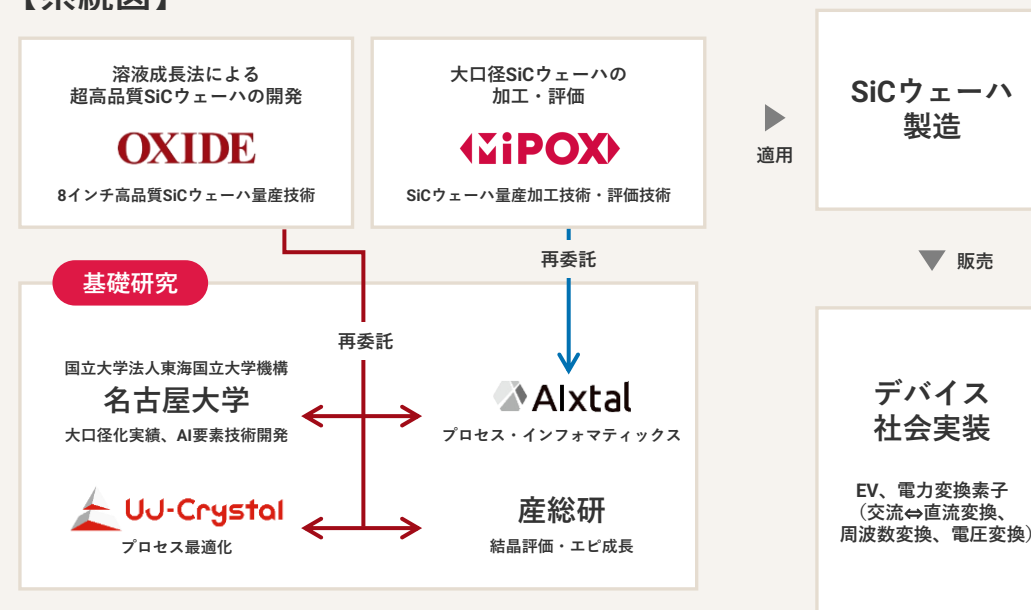 【系統図】
溶液成長法による
超高品質SiCウェーハの開発
OXIDE
8インチ高品質SiCウェーハ量産技術
大口径SiCウェーハの
加工・評価
MiPOX
SiCウェーハ量産加工技術・評価技術
適用
SiCウェーハ
製造
再委託
販売
基礎研究
再委託
国立大学法人東海国立大学機構
名古屋大学
大口径化実績、AI要素技術開発
AIxtal
プロセス・インフォマティックス
UJ-Crystal
プロセス最適化
産総研
結晶評価・エピ成長
デバイス
社会実装
EV、電力変換素子
（交流⇔直流変換、
周波数変換、電圧変換）